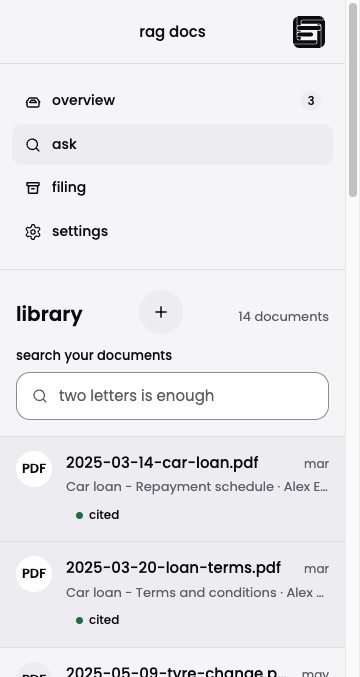 rag docs
overview
3
ask
filing
settings
library
+
14 documents
search your documents
two letters is enough
PDF
2025-03-14-car-loan.pdf
mar
Car loan - Repayment schedule · Alex E...
cited
PDF
2025-03-20-loan-terms.pdf
mar
Car loan - Terms and conditions · Alex ...
cited
PDF
2025-05-09-tyre-change.p...
may